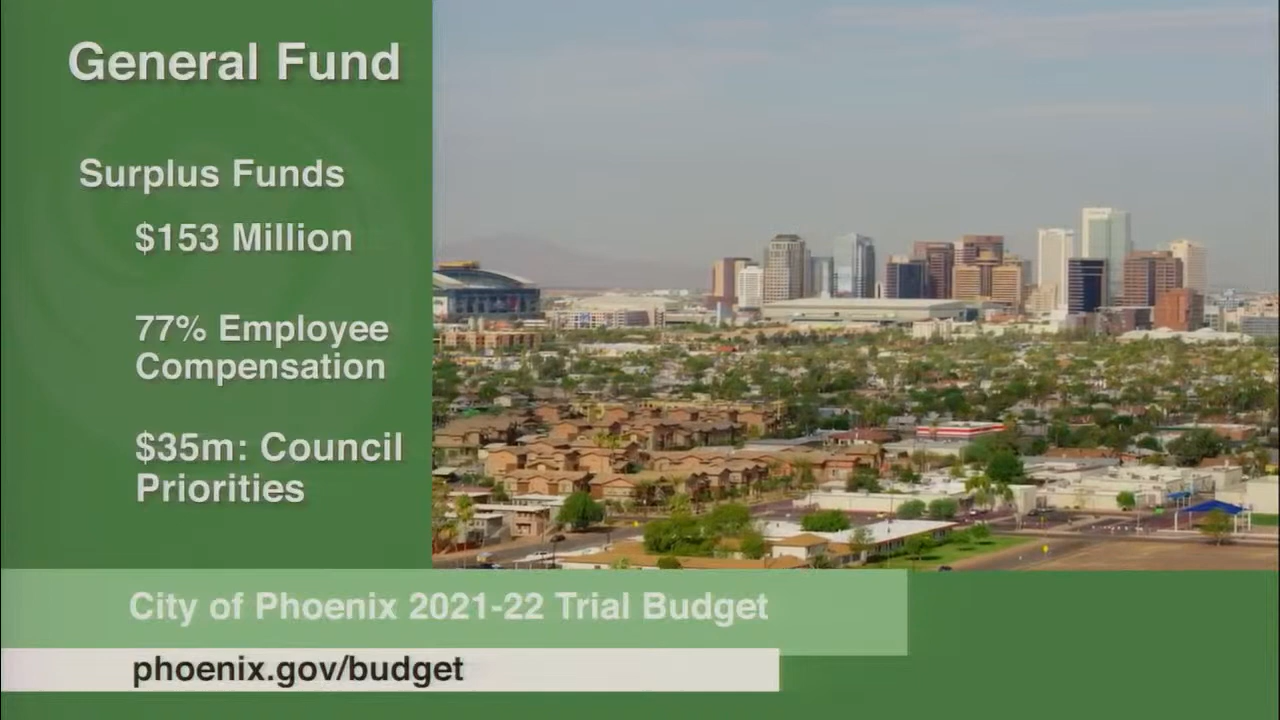 General Fund
Surplus Funds
$153 Million
77% Employee
Compensation
$35m: Council
Priorities
City of Phoenix 2021-22 Trial Budget
phoenix.gov/budget